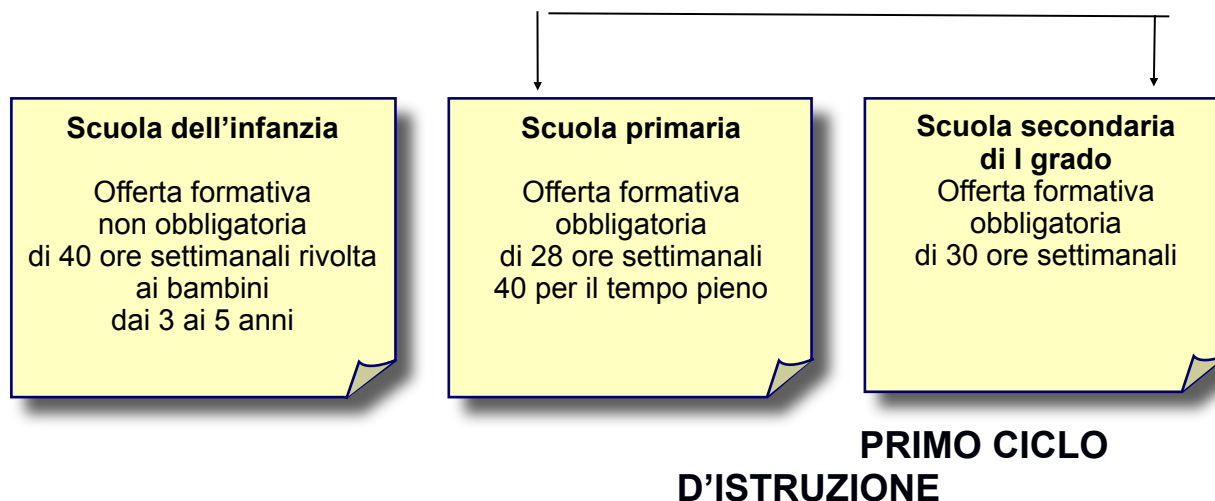 Scuola dell’infanzia
Offerta formativa
non obbligatoria
di 40 ore settimanali rivolta
ai bambini
dai 3 ai 5 anni
Scuola primaria
Offerta formativa
obbligatoria
di 28 ore settimanali
40 per il tempo pieno
Scuola secondaria
di I grado
Offerta formativa
obbligatoria
di 30 ore settimanali
PRIMO CICLO
D’ISTRUZIONE